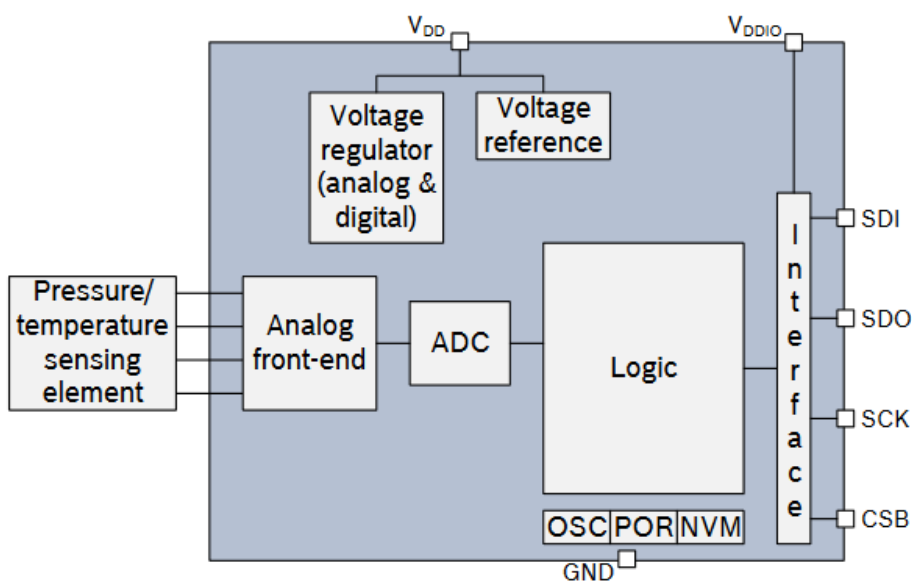 VDD
VDDIO
Voltage
regulator
(analog &
digital)
Voltage
reference
Pressure/
temperature
sensing
element
Analog
front-end
ADC
Logic
Interface
SDI
SDO
SCK
CSB
OSC POR NVM
GND